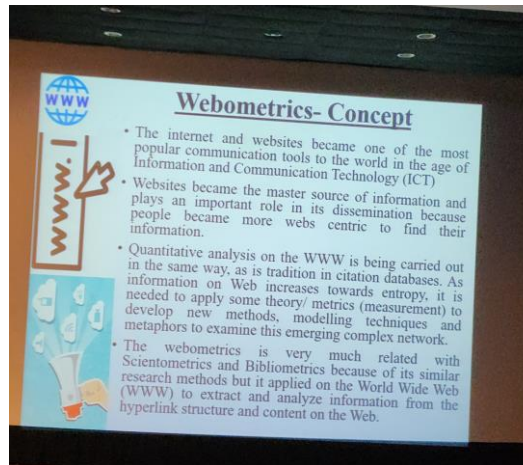 WWW
www.
Webometrics- Concept
• The internet and websites became one of the most
popular communication tools to the world in the age of
Information and Communication Technology (ICT)
• Websites became the master source of information and
plays an important role in its dissemination because
people became more webs centric to find their
information.
• Quantitative analysis on the WWW is being carried out
in the same way, as is tradition in citation databases. As
information on Web increases towards entropy, it is
needed to apply some theory/ metrics (measurement) to
develop new methods, modelling techniques and
metaphors to examine this emerging complex network.
• The webometrics is very much related with
Scientometrics and Bibliometrics because of its similar
research methods but it applied on the World Wide Web
(WWW) to extract and analyze information from the
hyperlink structure and content on the Web.